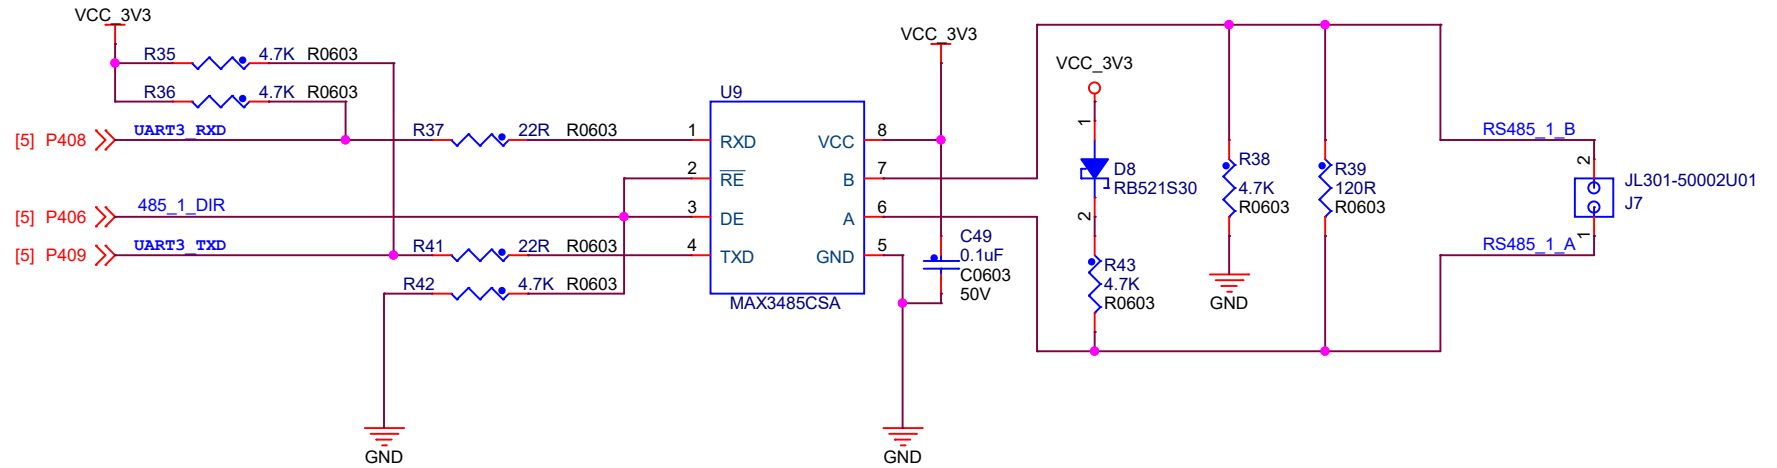 VCC_3V3
R35 4.7K R0603
R36 4.7K R0603
[5] P408 UART3_RXD
R37 22R R0603
[5] P406 485_1_DIR
[5] P409 UART3_TXD
R41 22R R0603
R42 4.7K R0603
GND
U9
1 RXD
2 RE
3 DE
4 TXD
VCC 8
B 7
A 6
GND 5
MAX3485CSA
VCC_3V3
C49
0.1uF
C0603
50V
GND
VCC_3V3
1
D8
RB521S30
2
R43
4.7K
R0603
R38
4.7K
R0603
GND
R39
120R
R0603
RS485_1_B
2
JL301-50002U01
J7
1
RS485_1_A